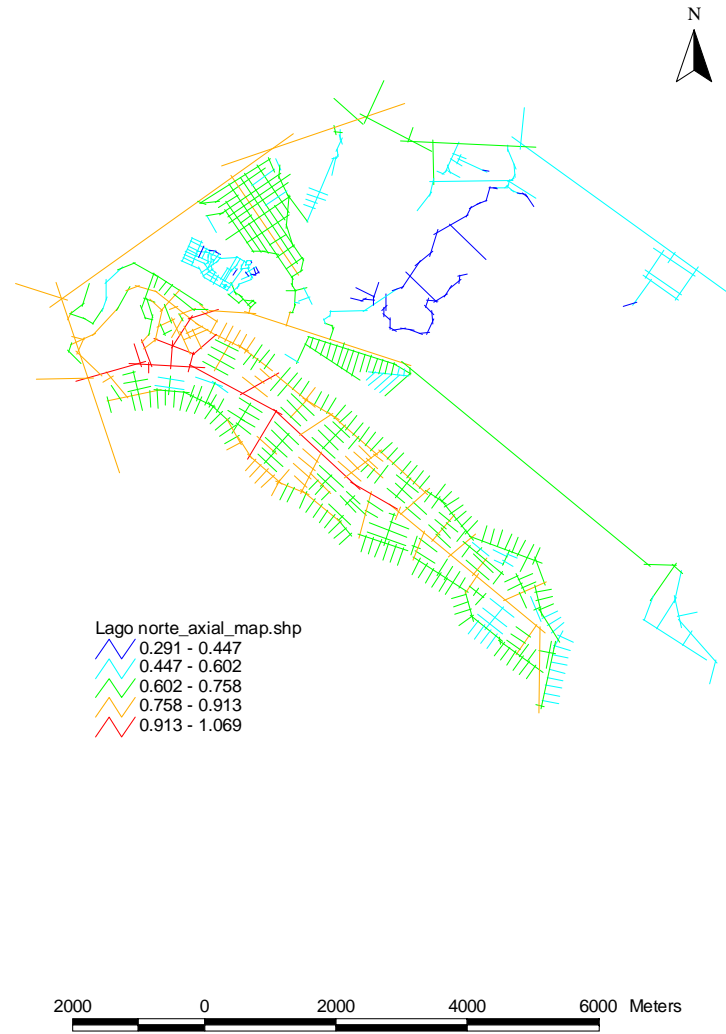 N
Lago norte_axial_map.shp
0.291 - 0.447
0.447 - 0.602
0.602 - 0.758
0.758 - 0.913
0.913 - 1.069
2000 0 2000 4000 6000 Meters